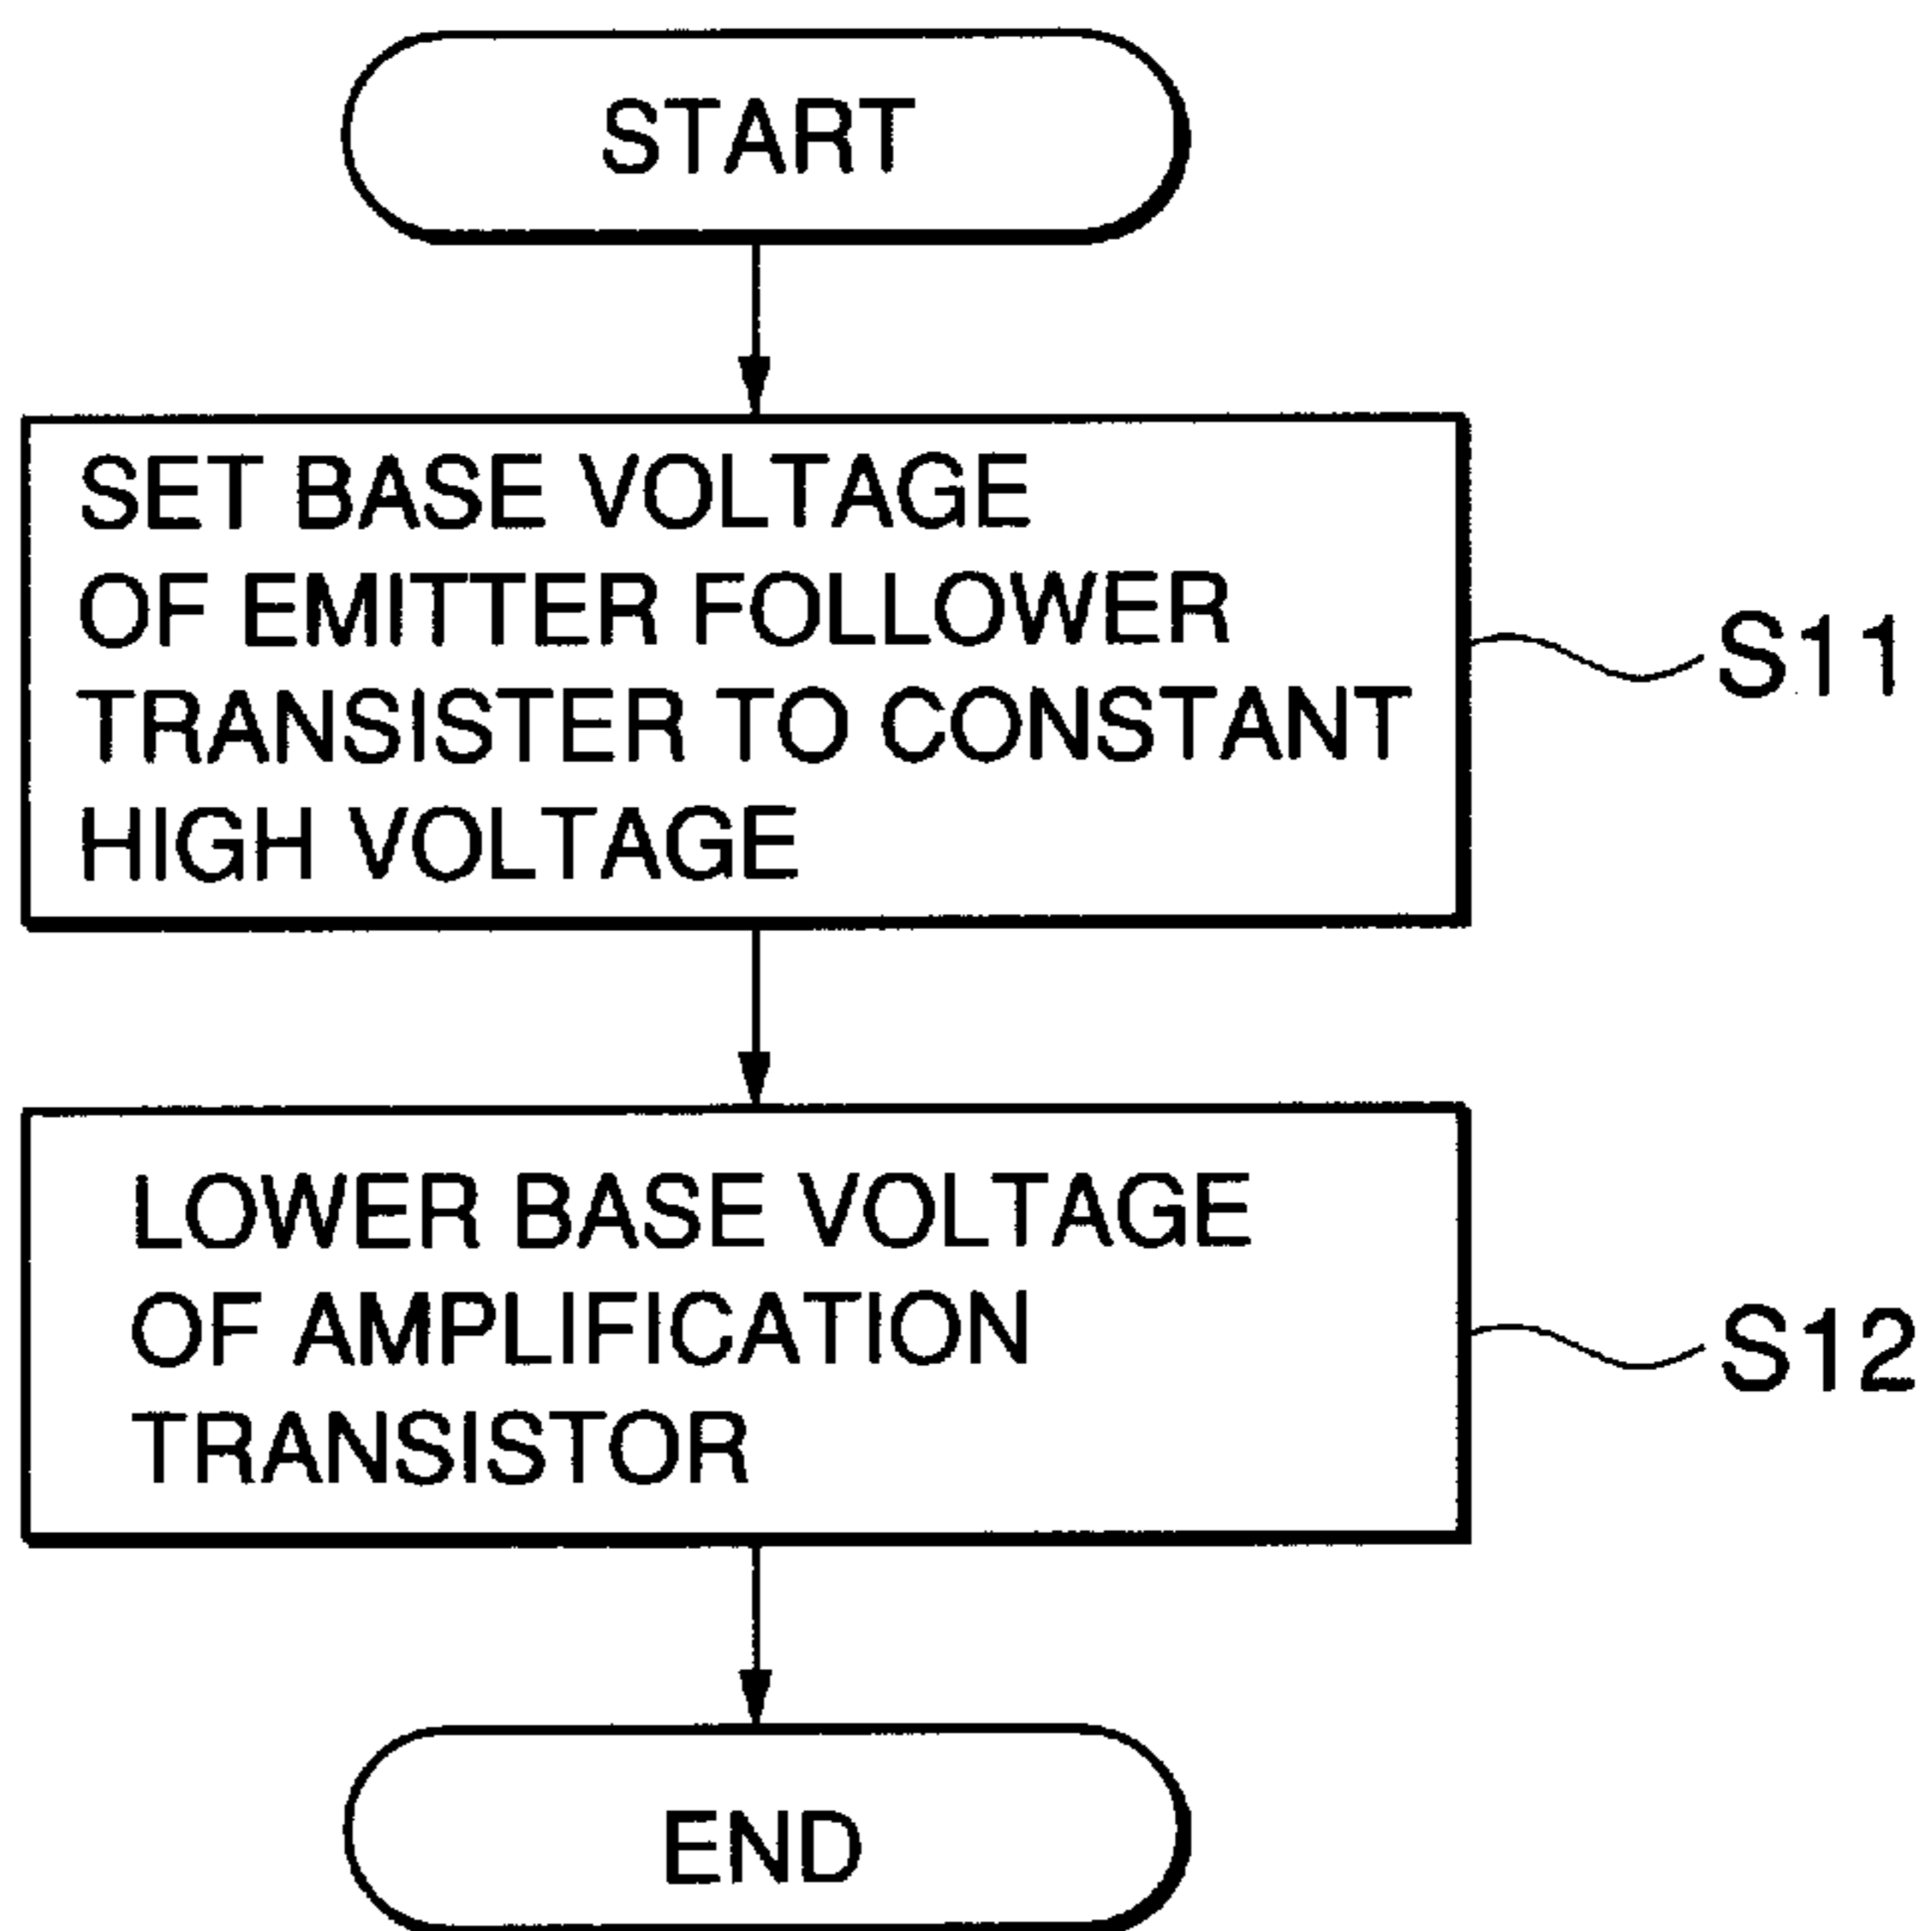 START
SET BASE VOLTAGE
OF EMITTER FOLLOWER
TRANSISTER TO CONSTANT
HIGH VOLTAGE
S11
LOWER BASE VOLTAGE
OF AMPLIFICATION
TRANSISTOR
S12
END